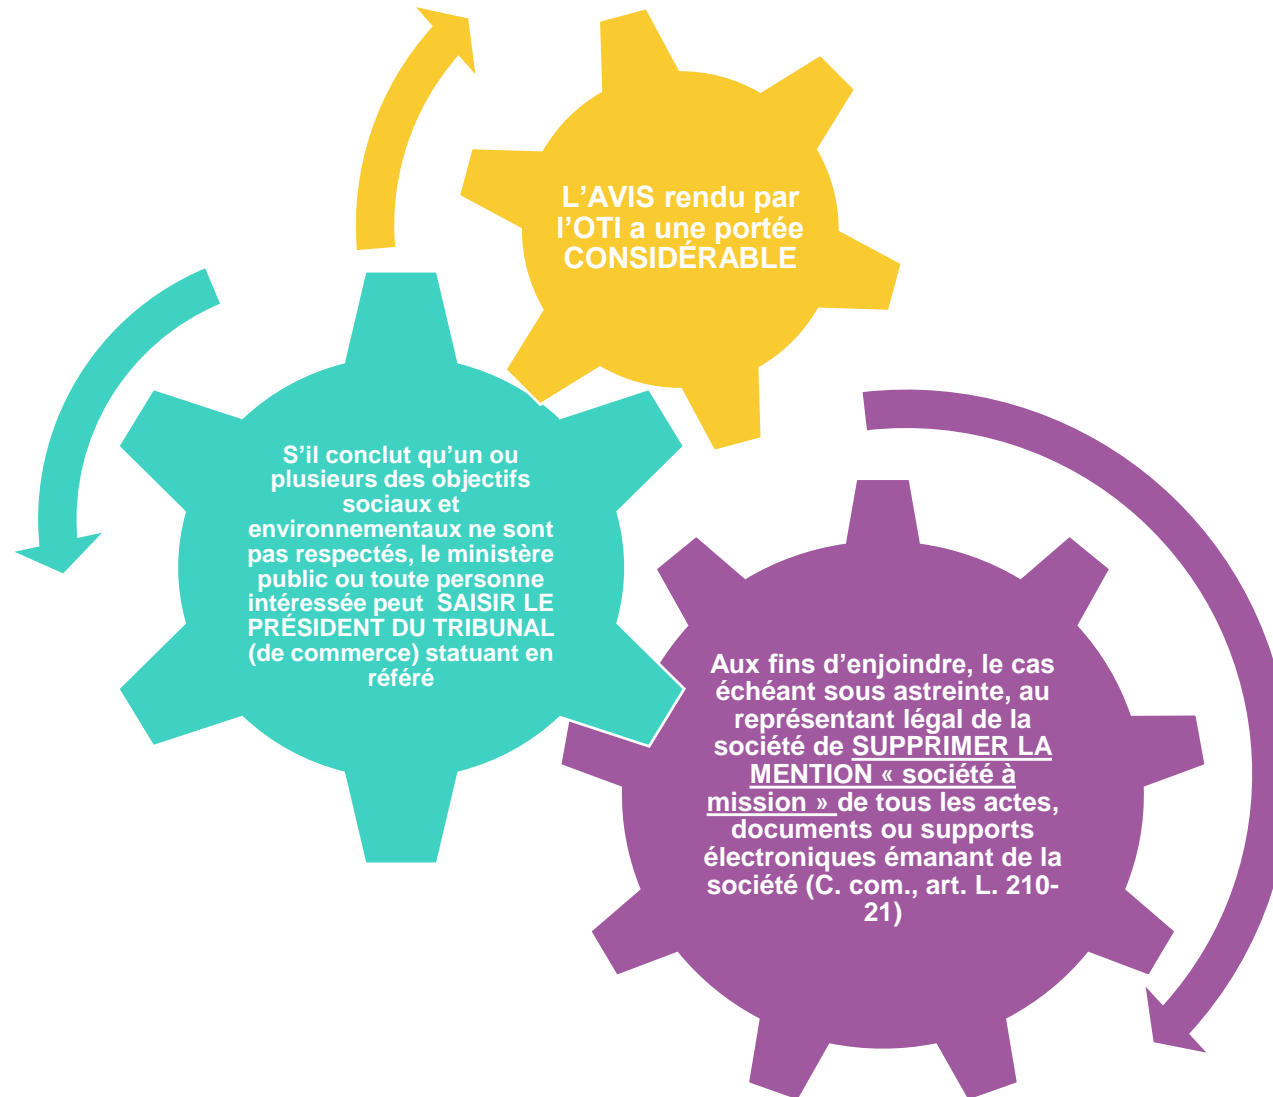 L’AVIS rendu par
l’OTI a une portée
CONSIDÉRABLE
S’il conclut qu’un ou
plusieurs des objectifs
sociaux et
environnementaux ne sont
pas respectés, le ministère
public ou toute personne
intéressée peut SAISIR LE
PRÉSIDENT DU TRIBUNAL
(de commerce) statuant en
référé
Aux fins d’enjoindre, le cas
échéant sous astreinte, au
représentant légal de la
société de SUPPRIMER LA
MENTION « société à
mission » de tous les actes,
documents ou supports
électroniques émanant de la
société (C. com., art. L. 210-
21)